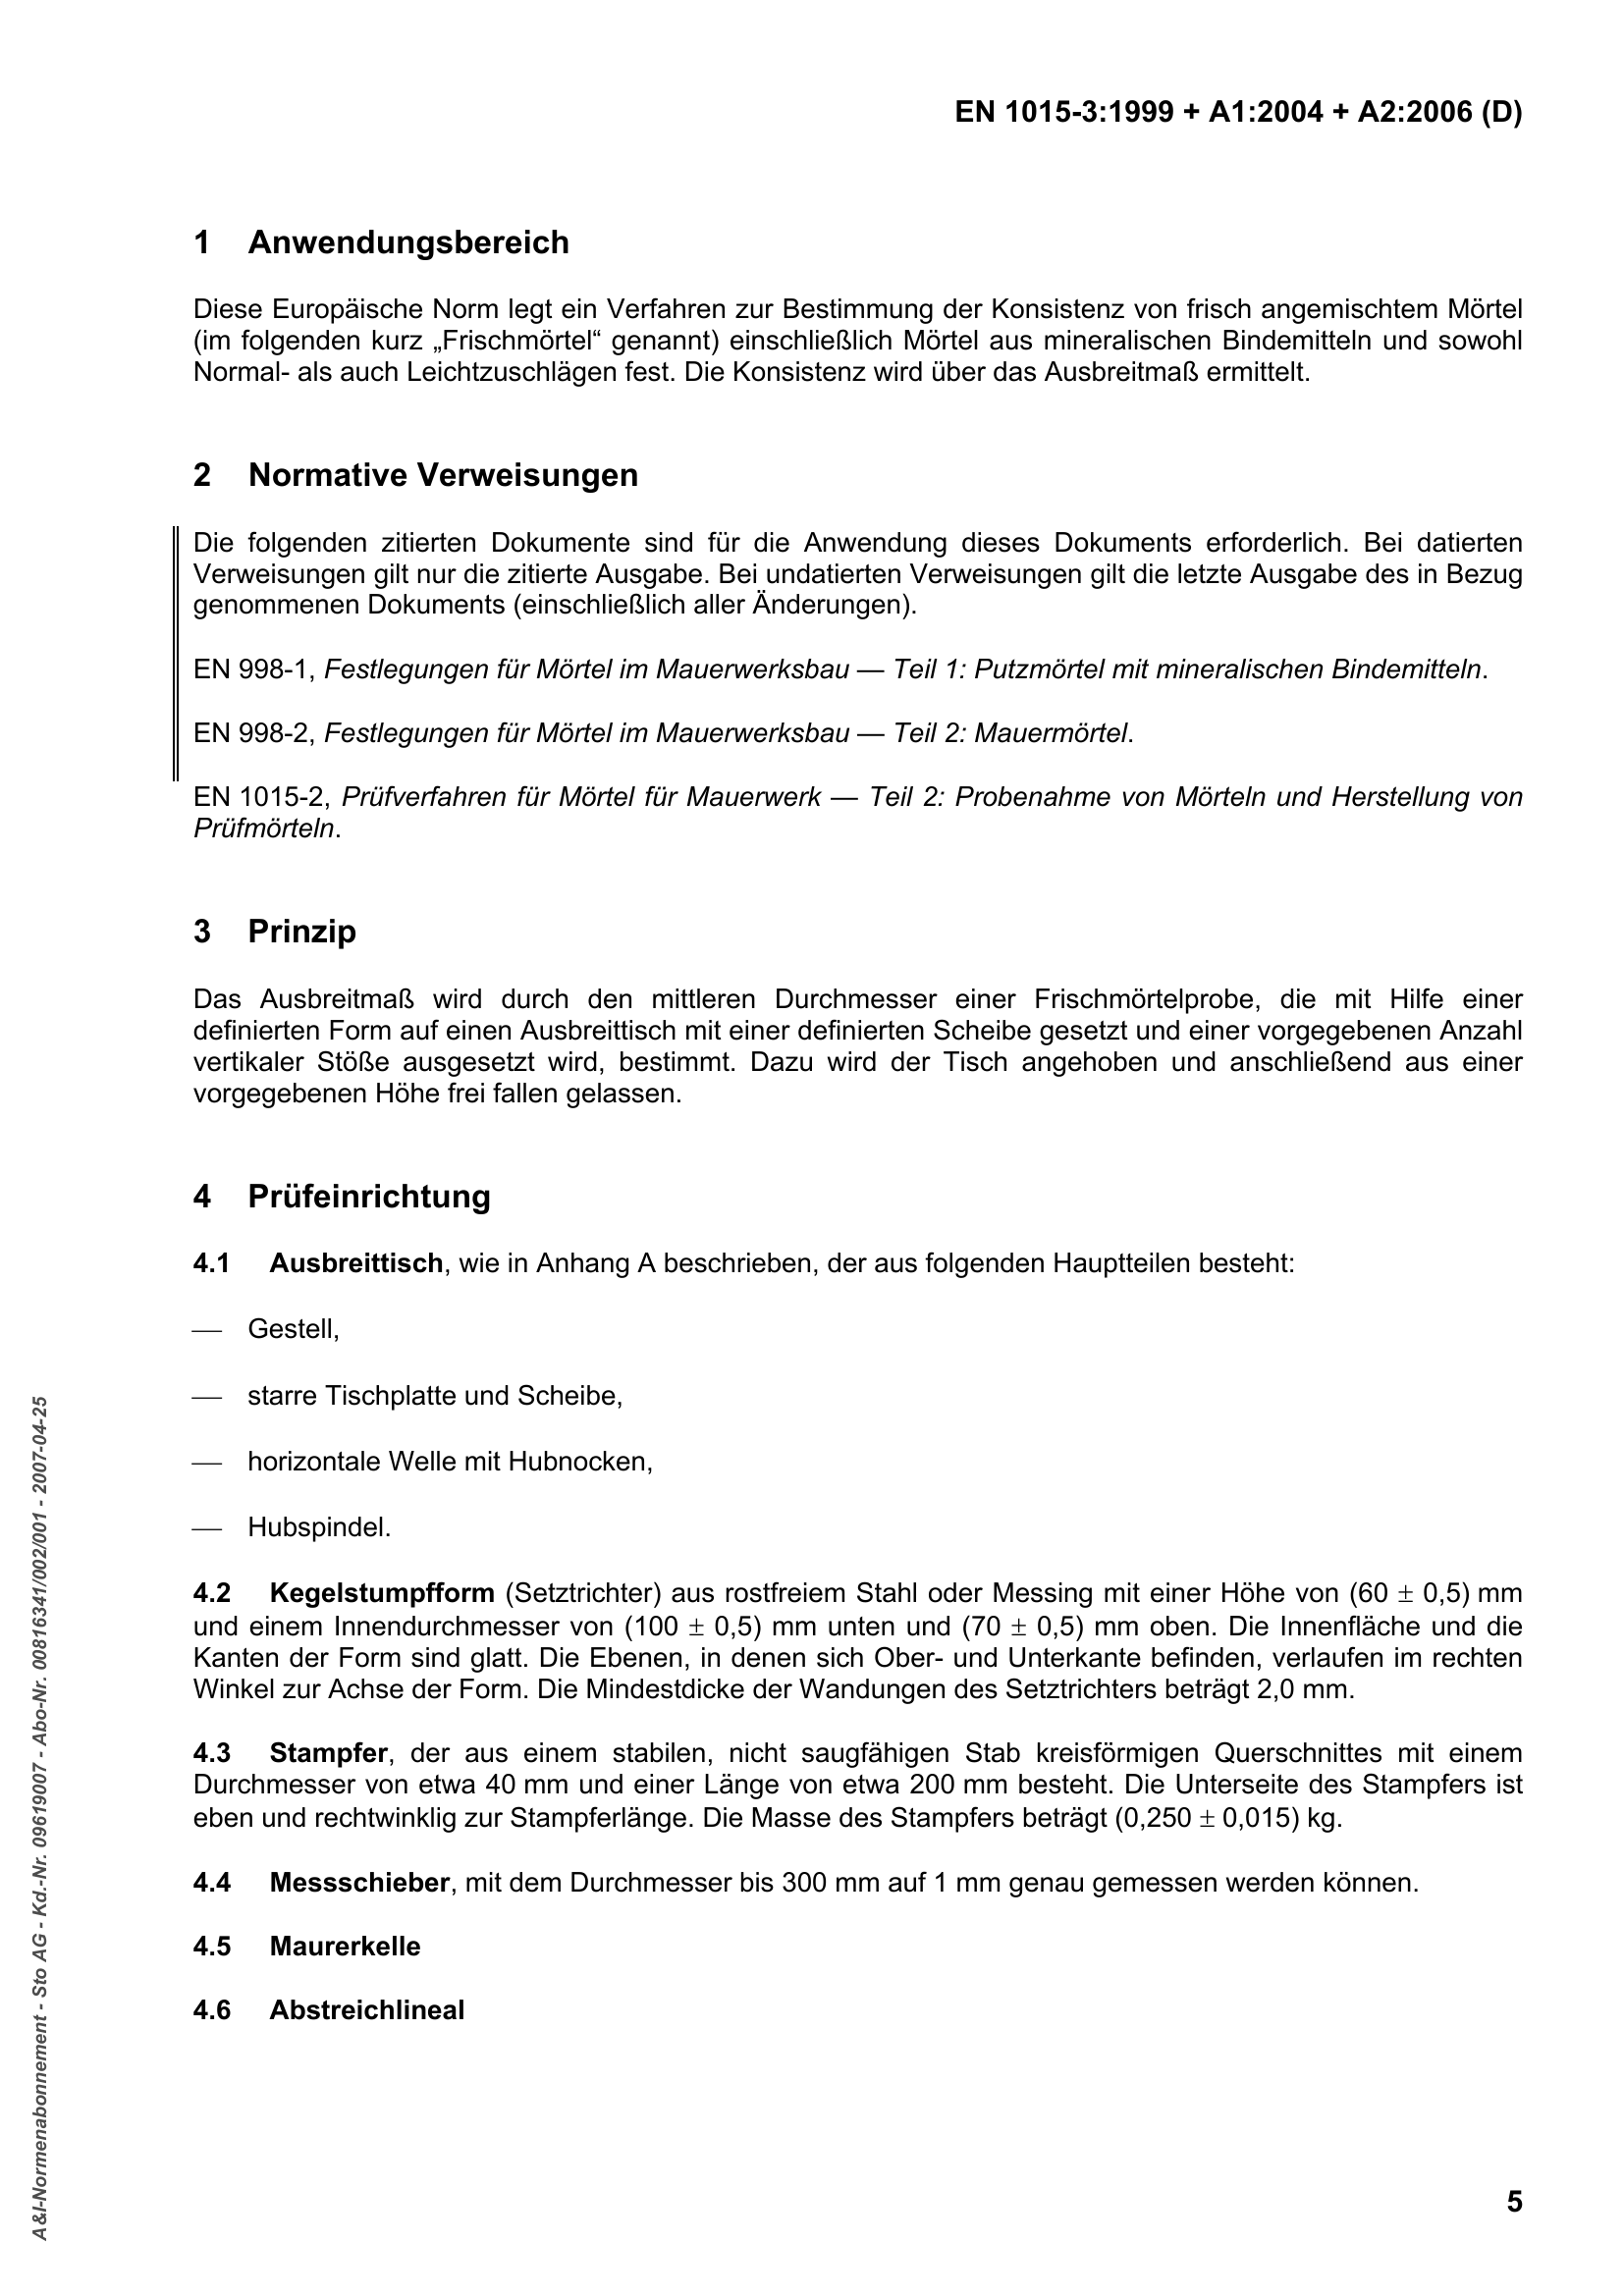 EN 1015-3:1999 + A1:2004 + A2:2006 (D)
1 Anwendungsbereich
Diese Europäische Norm legt ein Verfahren zur Bestimmung der Konsistenz von frisch angemischtem Mörtel
(im folgenden kurz „Frischmörtel“ genannt) einschließlich Mörtel aus mineralischen Bindemitteln und sowohl
Normal- als auch Leichtzuschlägen fest. Die Konsistenz wird über das Ausbreitmaß ermittelt.
2 Normative Verweisungen
Die folgenden zitierten Dokumente sind für die Anwendung dieses Dokuments erforderlich. Bei datierten
Verweisungen gilt nur die zitierte Ausgabe. Bei undatierten Verweisungen gilt die letzte Ausgabe des in Bezug
genommenen Dokuments (einschließlich aller Änderungen).
EN 998-1, Festlegungen für Mörtel im Mauerwerksbau — Teil 1: Putzmörtel mit mineralischen Bindemitteln.
EN 998-2, Festlegungen für Mörtel im Mauerwerksbau — Teil 2: Mauermörtel.
EN 1015-2, Prüfverfahren für Mörtel für Mauerwerk — Teil 2: Probenahme von Mörteln und Herstellung von
Prüfmörteln.
3 Prinzip
Das Ausbreitmaß wird durch den mittleren Durchmesser einer Frischmörtelprobe, die mit Hilfe einer
definierten Form auf einen Ausbreittisch mit einer definierten Scheibe gesetzt und einer vorgegebenen Anzahl
vertikaler Stöße ausgesetzt wird, bestimmt. Dazu wird der Tisch angehoben und anschließend aus einer
vorgegebenen Höhe frei fallen gelassen.
4 Prüfeinrichtung
4.1 Ausbreittisch, wie in Anhang A beschrieben, der aus folgenden Hauptteilen besteht:
— Gestell,
— starre Tischplatte und Scheibe,
— horizontale Welle mit Hubnocken,
— Hubspindel.
4.2 Kegelstumpfform (Setztrichter) aus rostfreiem Stahl oder Messing mit einer Höhe von (60 ± 0,5) mm
und einem Innendurchmesser von (100 ± 0,5) mm unten und (70 ± 0,5) mm oben. Die Innenfläche und die
Kanten der Form sind glatt. Die Ebenen, in denen sich Ober- und Unterkante befinden, verlaufen im rechten
Winkel zur Achse der Form. Die Mindestdicke der Wandungen des Setztrichters beträgt 2,0 mm.
4.3 Stampfer, der aus einem stabilen, nicht saugfähigen Stab kreisförmigen Querschnittes mit einem
Durchmesser von etwa 40 mm und einer Länge von etwa 200 mm besteht. Die Unterseite des Stampfers ist
eben und rechtwinklig zur Stampferlänge. Die Masse des Stampfers beträgt (0,250 ± 0,015) kg.
4.4 Messschieber, mit dem Durchmesser bis 300 mm auf 1 mm genau gemessen werden können.
4.5 Maurerkelle
4.6 Abstreichlineal
A&I-Normenabonnement - Sto AG - Kd.-Nr. 09619007 - Abo-Nr. 00816341/002/001 - 2007-04-25
5